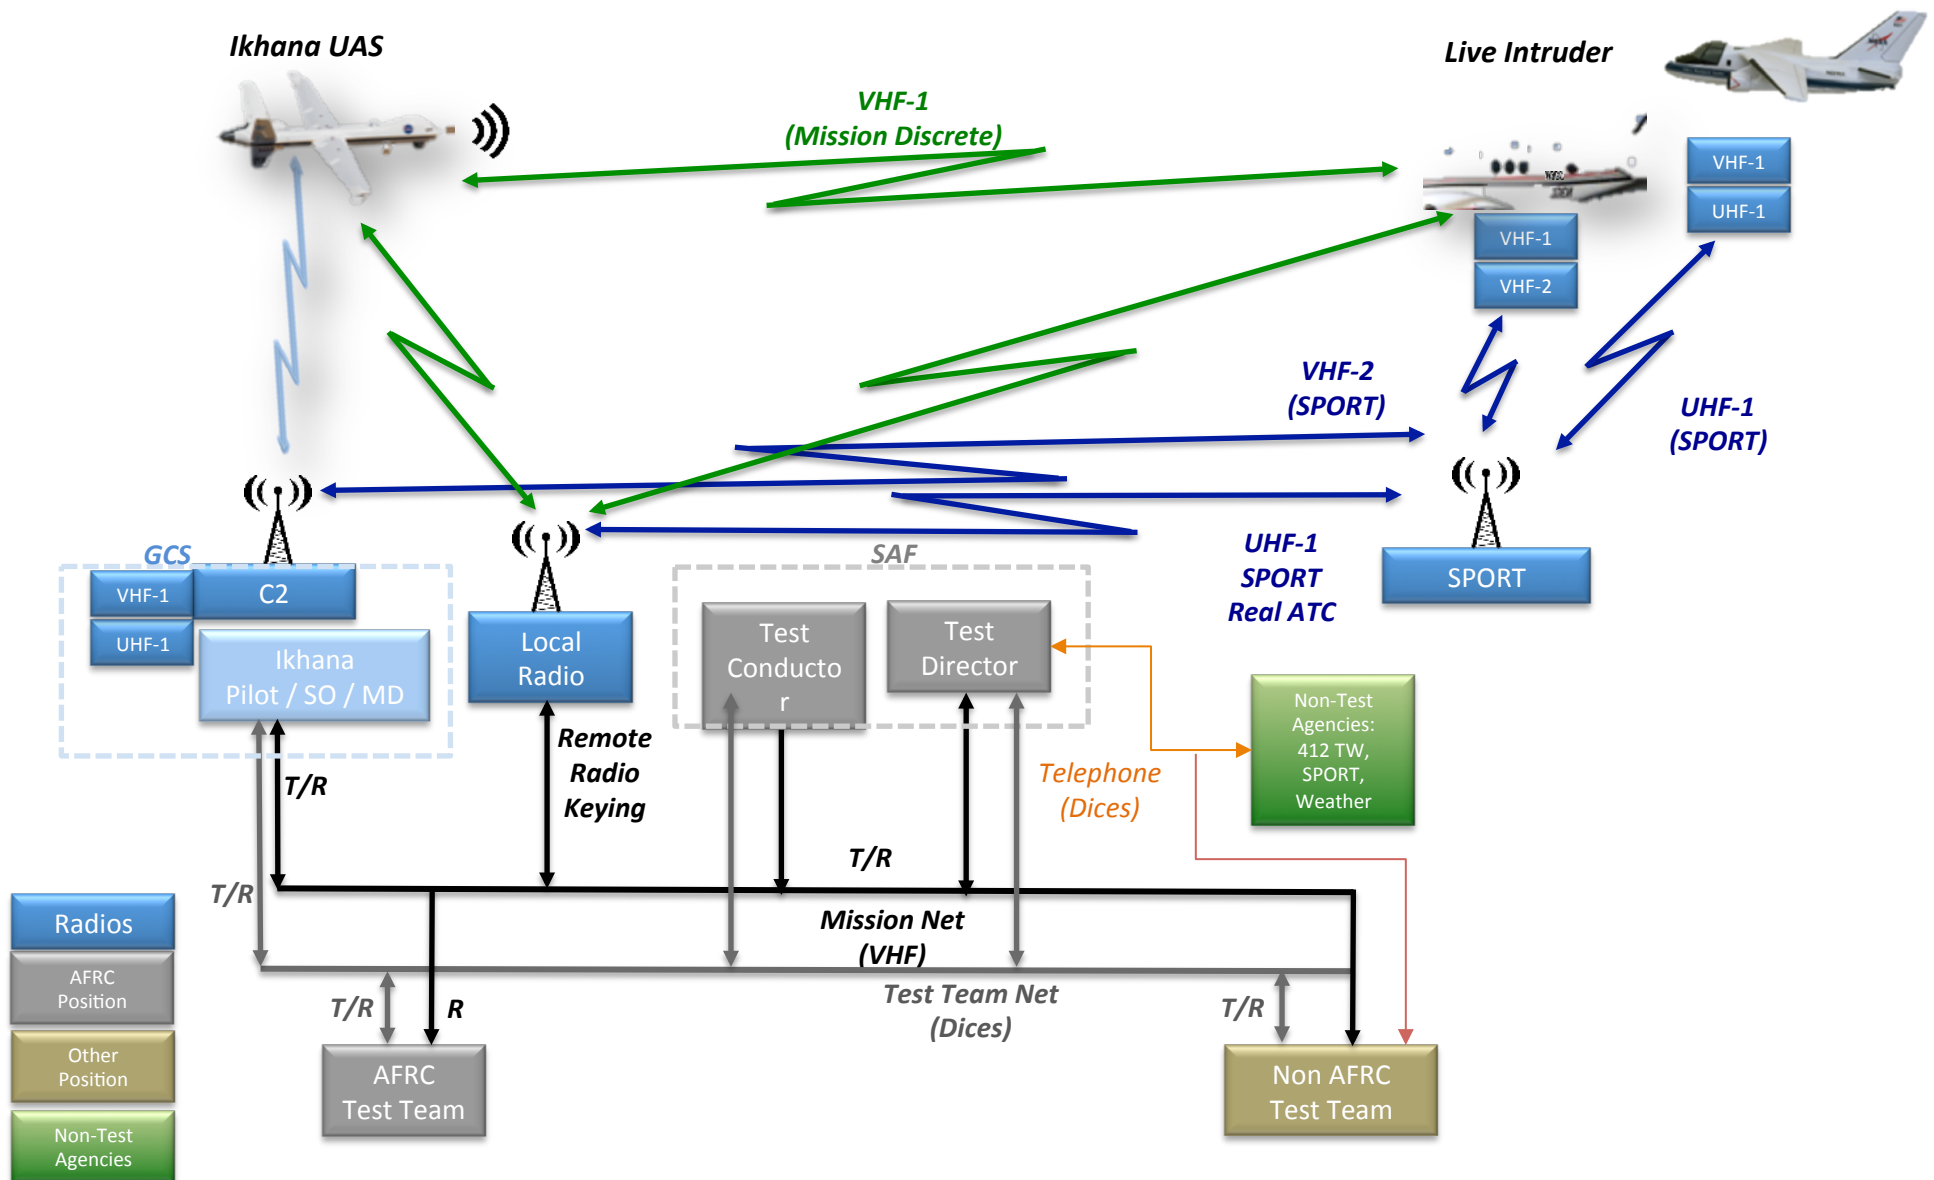 Ikhana UAS
Live Intruder
VHF-1
(Mission Discrete)
VHF-1
UHF-1
VHF-1
VHF-2
VHF-2
(SPORT)
UHF-1
(SPORT)
GCS
VHF-1
C2
UHF-1
Ikhana
Pilot / SO / MD
Local
Radio
SAF
Test
Conducto
r
Test
Director
UHF-1
SPORT
Real ATC
SPORT
Non-Test
Agencies:
412 TW,
SPORT,
Weather
Remote
Radio
Keying
Telephone
(Dices)
T/R
T/R
T/R
Mission Net
(VHF)
Test Team Net
(Dices)
T/R
R
T/R
AFRC
Test Team
Non AFRC
Test Team
Radios
AFRC
Position
Other
Position
Non-Test
Agencies